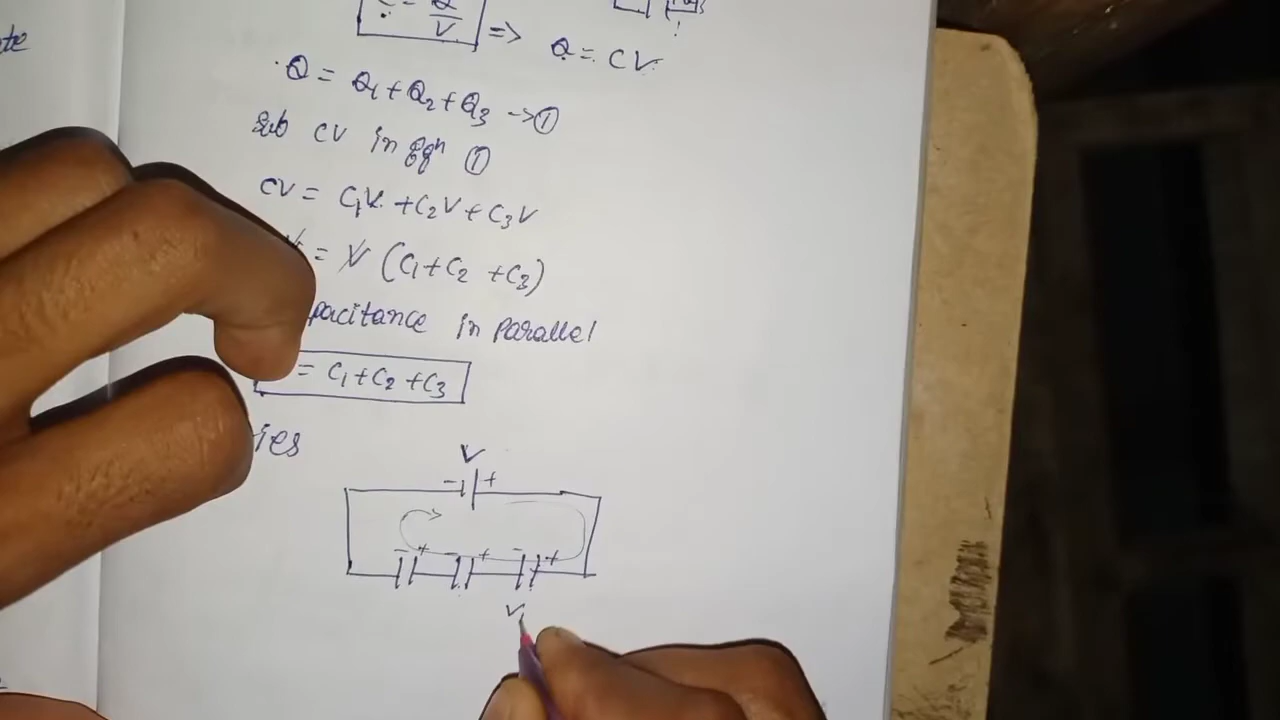 Q
V => Q = CV
Q = Q₁ + Q₂ + Q₃ -> ①
Sub CV in Eqⁿ ①
CV = C₁V + C₂V + C₃V
= V (C₁ + C₂ + C₃)
pacitance in parallel
= C₁ + C₂ + C₃
ies
V
- +
- + - + - +
V